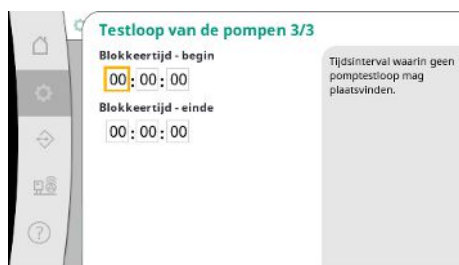 Testloop van de pompen 3/3
Blokkeertijd - begin
00 : 00 : 00
Blokkeertijd - einde
00 : 00 : 00
Tijdsinterval waarin geen
pomptestloop mag
plaatsvinden.
?